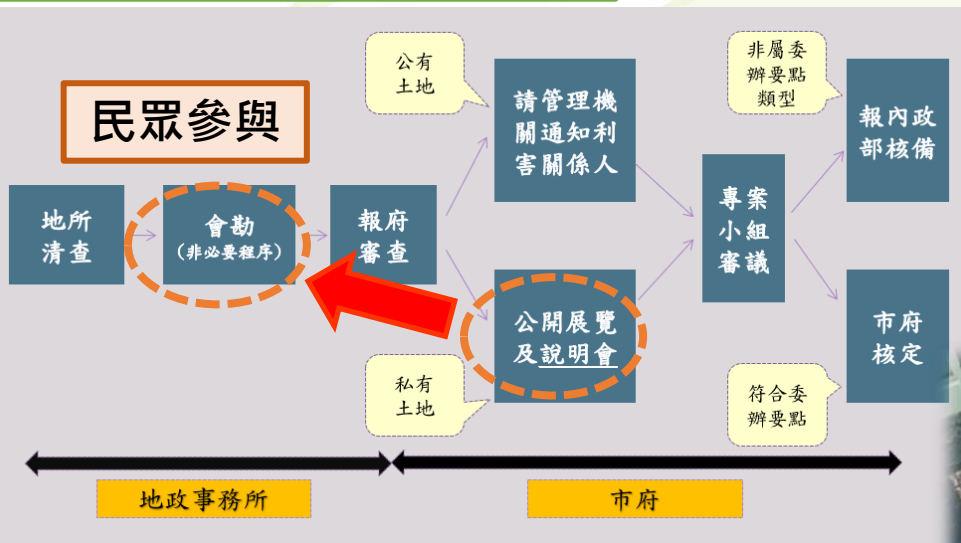 民眾參與
地所
清查
會勘
(非必要程序)
報府
審查
公有
土地
請管理機
關通知利
害關係人
私有
土地
公開展覽
及說明會
專案
小組
審議
非屬委
辦要點
類型
報內政
部核備
符合委
辦要點
市府
核定
地政事務所
市府